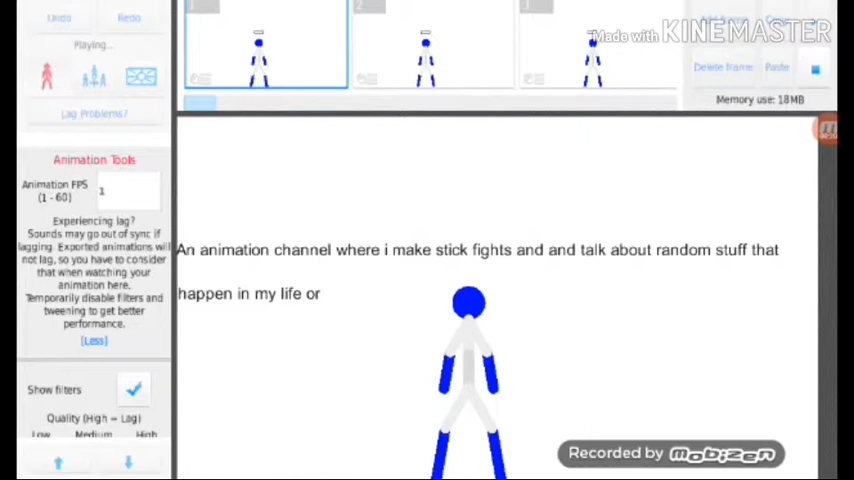 Undo Redo
Playing...
Lag Problems?
Animation Tools
Animation FPS
(1 - 60)
1
Experiencing lag?
Sounds may go out of sync if
lagging. Exported animations will
not lag, so you have to consider
that when watching your
animation here.
Temporarily disable filters and
tweening to get better
performance.
[Less]
Show filters
Quality (High = Lag)
Low Medium High
1
2
3
Made with KINEMASTER
Delete frame Paste
Memory use: 18MB
An animation channel where i make stick fights and and talk about random stuff that
happen in my life or
Recorded by mobizen